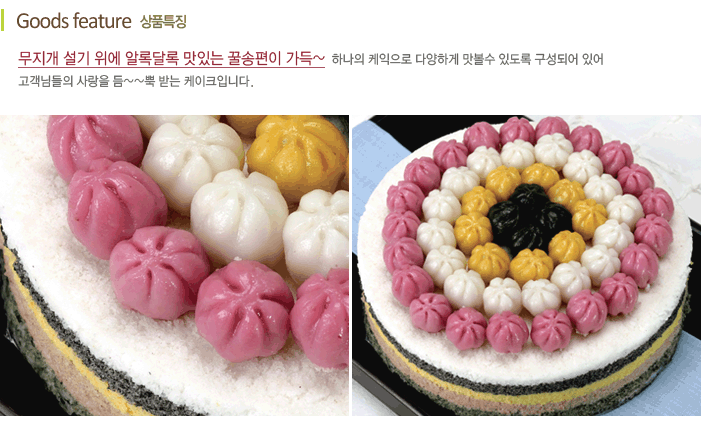 Goods feature 상품특징
무지개 설기 위에 알록달록 맛있는 꿀송편이 가득~ 하나의 케익으로 다양하게 맛볼수 있도록 구성되어 있어
고객님들의 사랑을 듬~~뿍 받는 케이크입니다.